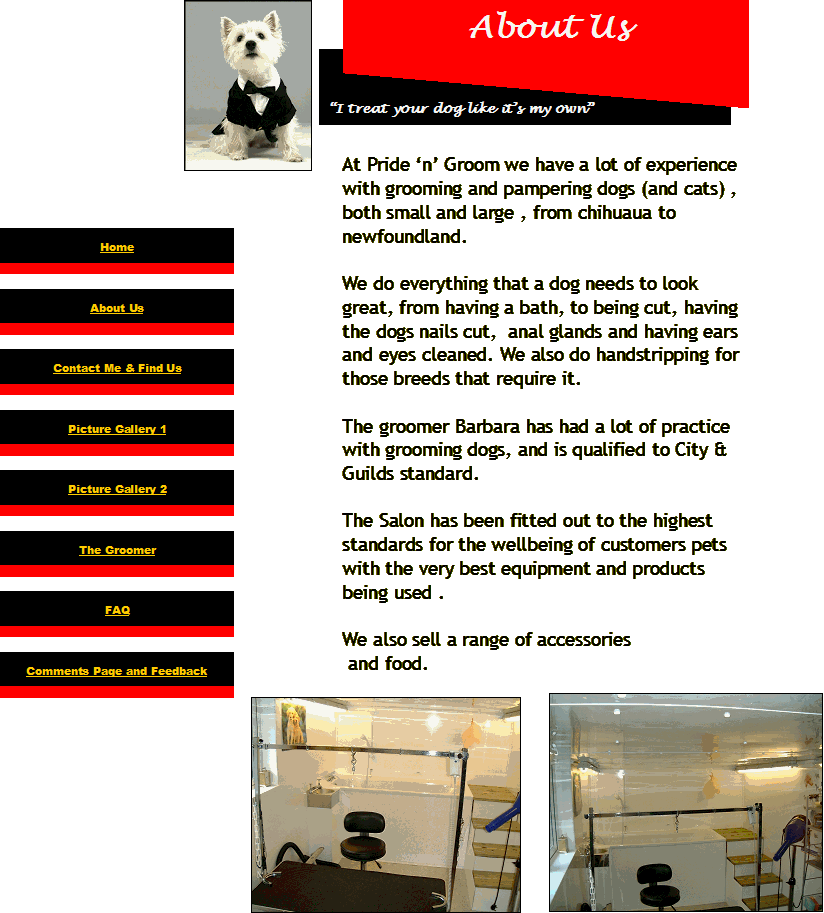 About Us
“I treat your dog like it’s my own”
At Pride ‘n’ Groom we have a lot of experience
with grooming and pampering dogs (and cats) ,
both small and large , from chihuaua to
newfoundland.
We do everything that a dog needs to look
great, from having a bath, to being cut, having
the dogs nails cut,  anal glands and having ears
and eyes cleaned. We also do handstripping for
those breeds that require it.
The groomer Barbara has had a lot of practice
with grooming dogs, and is qualified to City &
Guilds standard.
The Salon has been fitted out to the highest
standards for the wellbeing of customers pets
with the very best equipment and products
being used .
We also sell a range of accessories
and food.
Home
About Us
Contact Me & Find Us
Picture Gallery 1
Picture Gallery 2
The Groomer
FAQ
Comments Page and Feedback